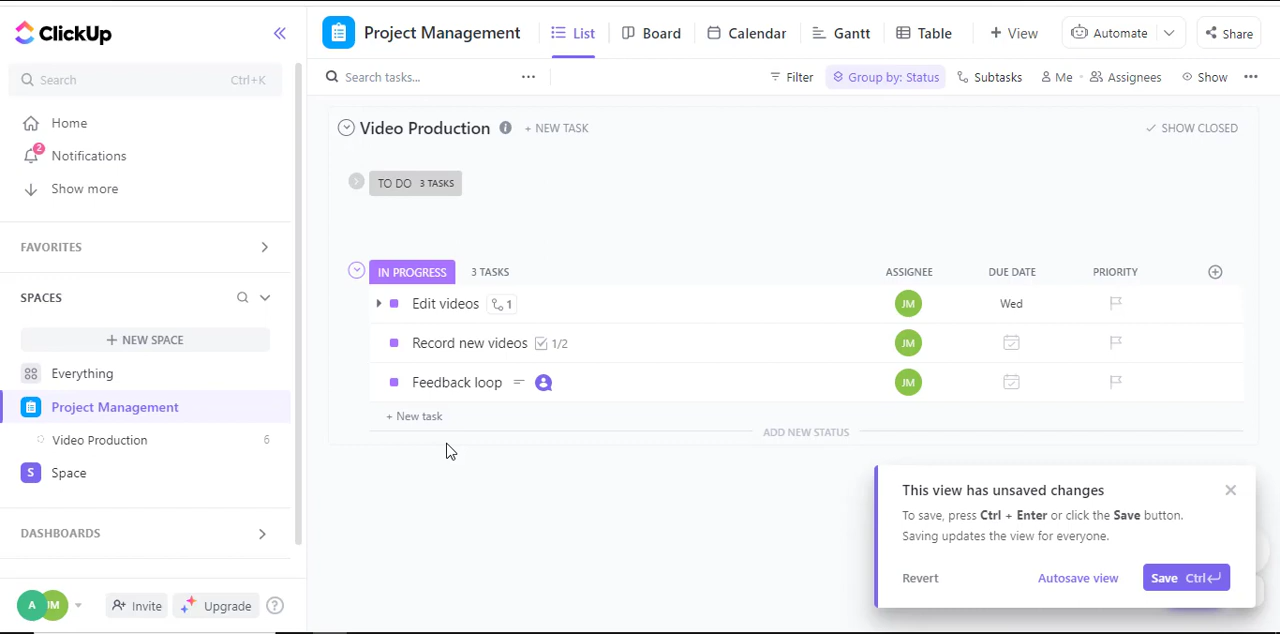 ClickUp
Search Ctrl+K
Home
2
Notifications
Show more
FAVORITES
SPACES
+ NEW SPACE
Everything
Project Management
Video Production 6
S Space
DASHBOARDS
A JM Invite Upgrade ?
Project Management List Board Calendar Gantt Table + View Automate Share
Search tasks... ... Filter Group by: Status Subtasks Me Assignees Show ...
Video Production i + NEW TASK SHOW CLOSED
TO DO 3 TASKS
IN PROGRESS 3 TASKS ASSIGNEE DUE DATE PRIORITY
Edit videos 1 JM Wed
Record new videos 1/2 JM
Feedback loop JM
+ New task
ADD NEW STATUS
This view has unsaved changes
To save, press Ctrl + Enter or click the Save button.
Saving updates the view for everyone.
Revert Autosave view Save Ctrl↵